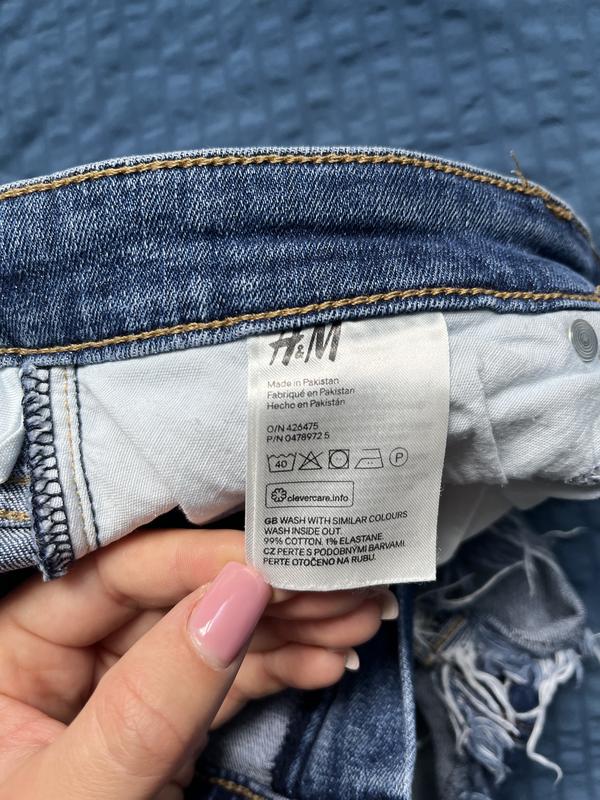 H&M
Made in Pakistan
Fabriqué en Pakistan
Hecho en Pakistán
O/N 426475
P/N 0478972 5
40 P
clevercare.info
GB WASH WITH SIMILAR COLOURS
WASH INSIDE OUT.
99% COTTON, 1% ELASTANE
CZ PERTE S PODOBNÝMI BARVAMI.
PERTE OTOČENO NA RUBU.